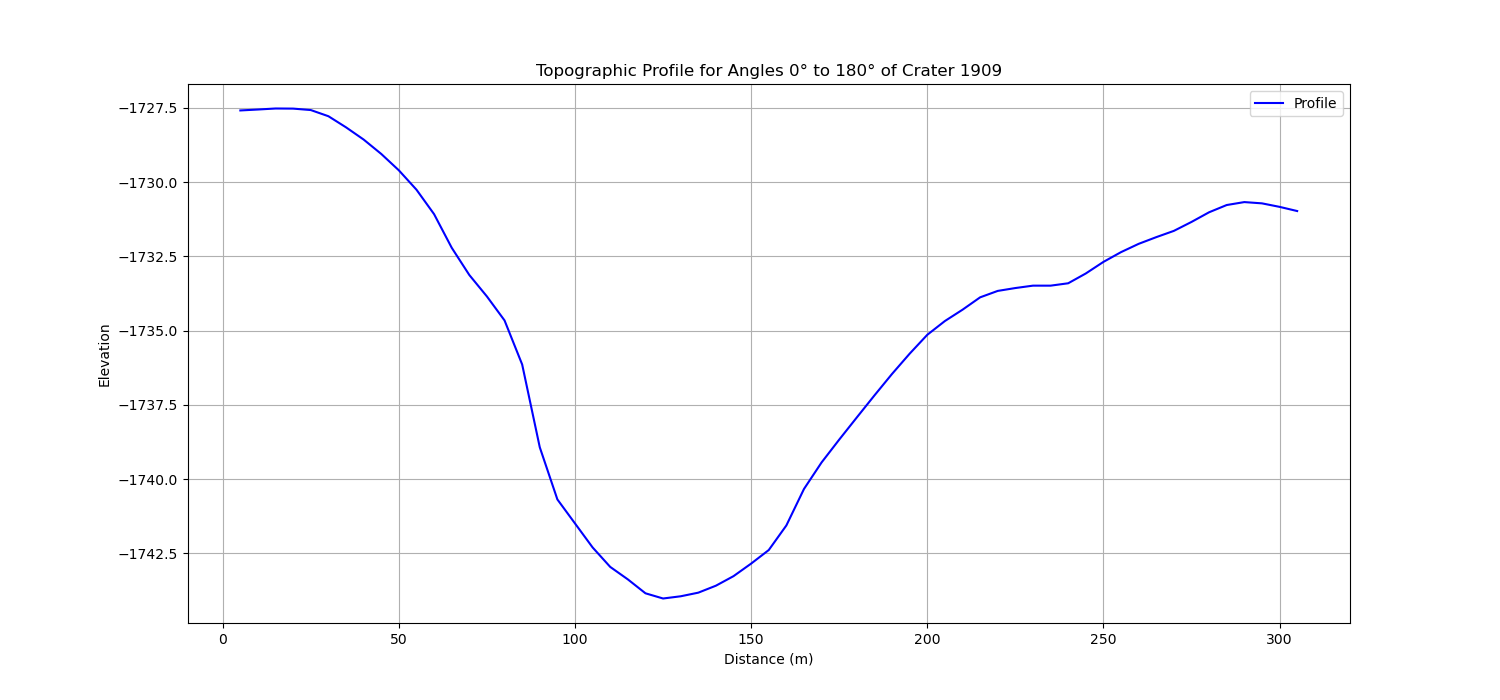 Topographic Profile for Angles 0° to 180° of Crater 1909
Profile
Elevation
−1727.5
−1730.0
−1732.5
−1735.0
−1737.5
−1740.0
−1742.5
0 50 100 150 200 250 300
Distance (m)